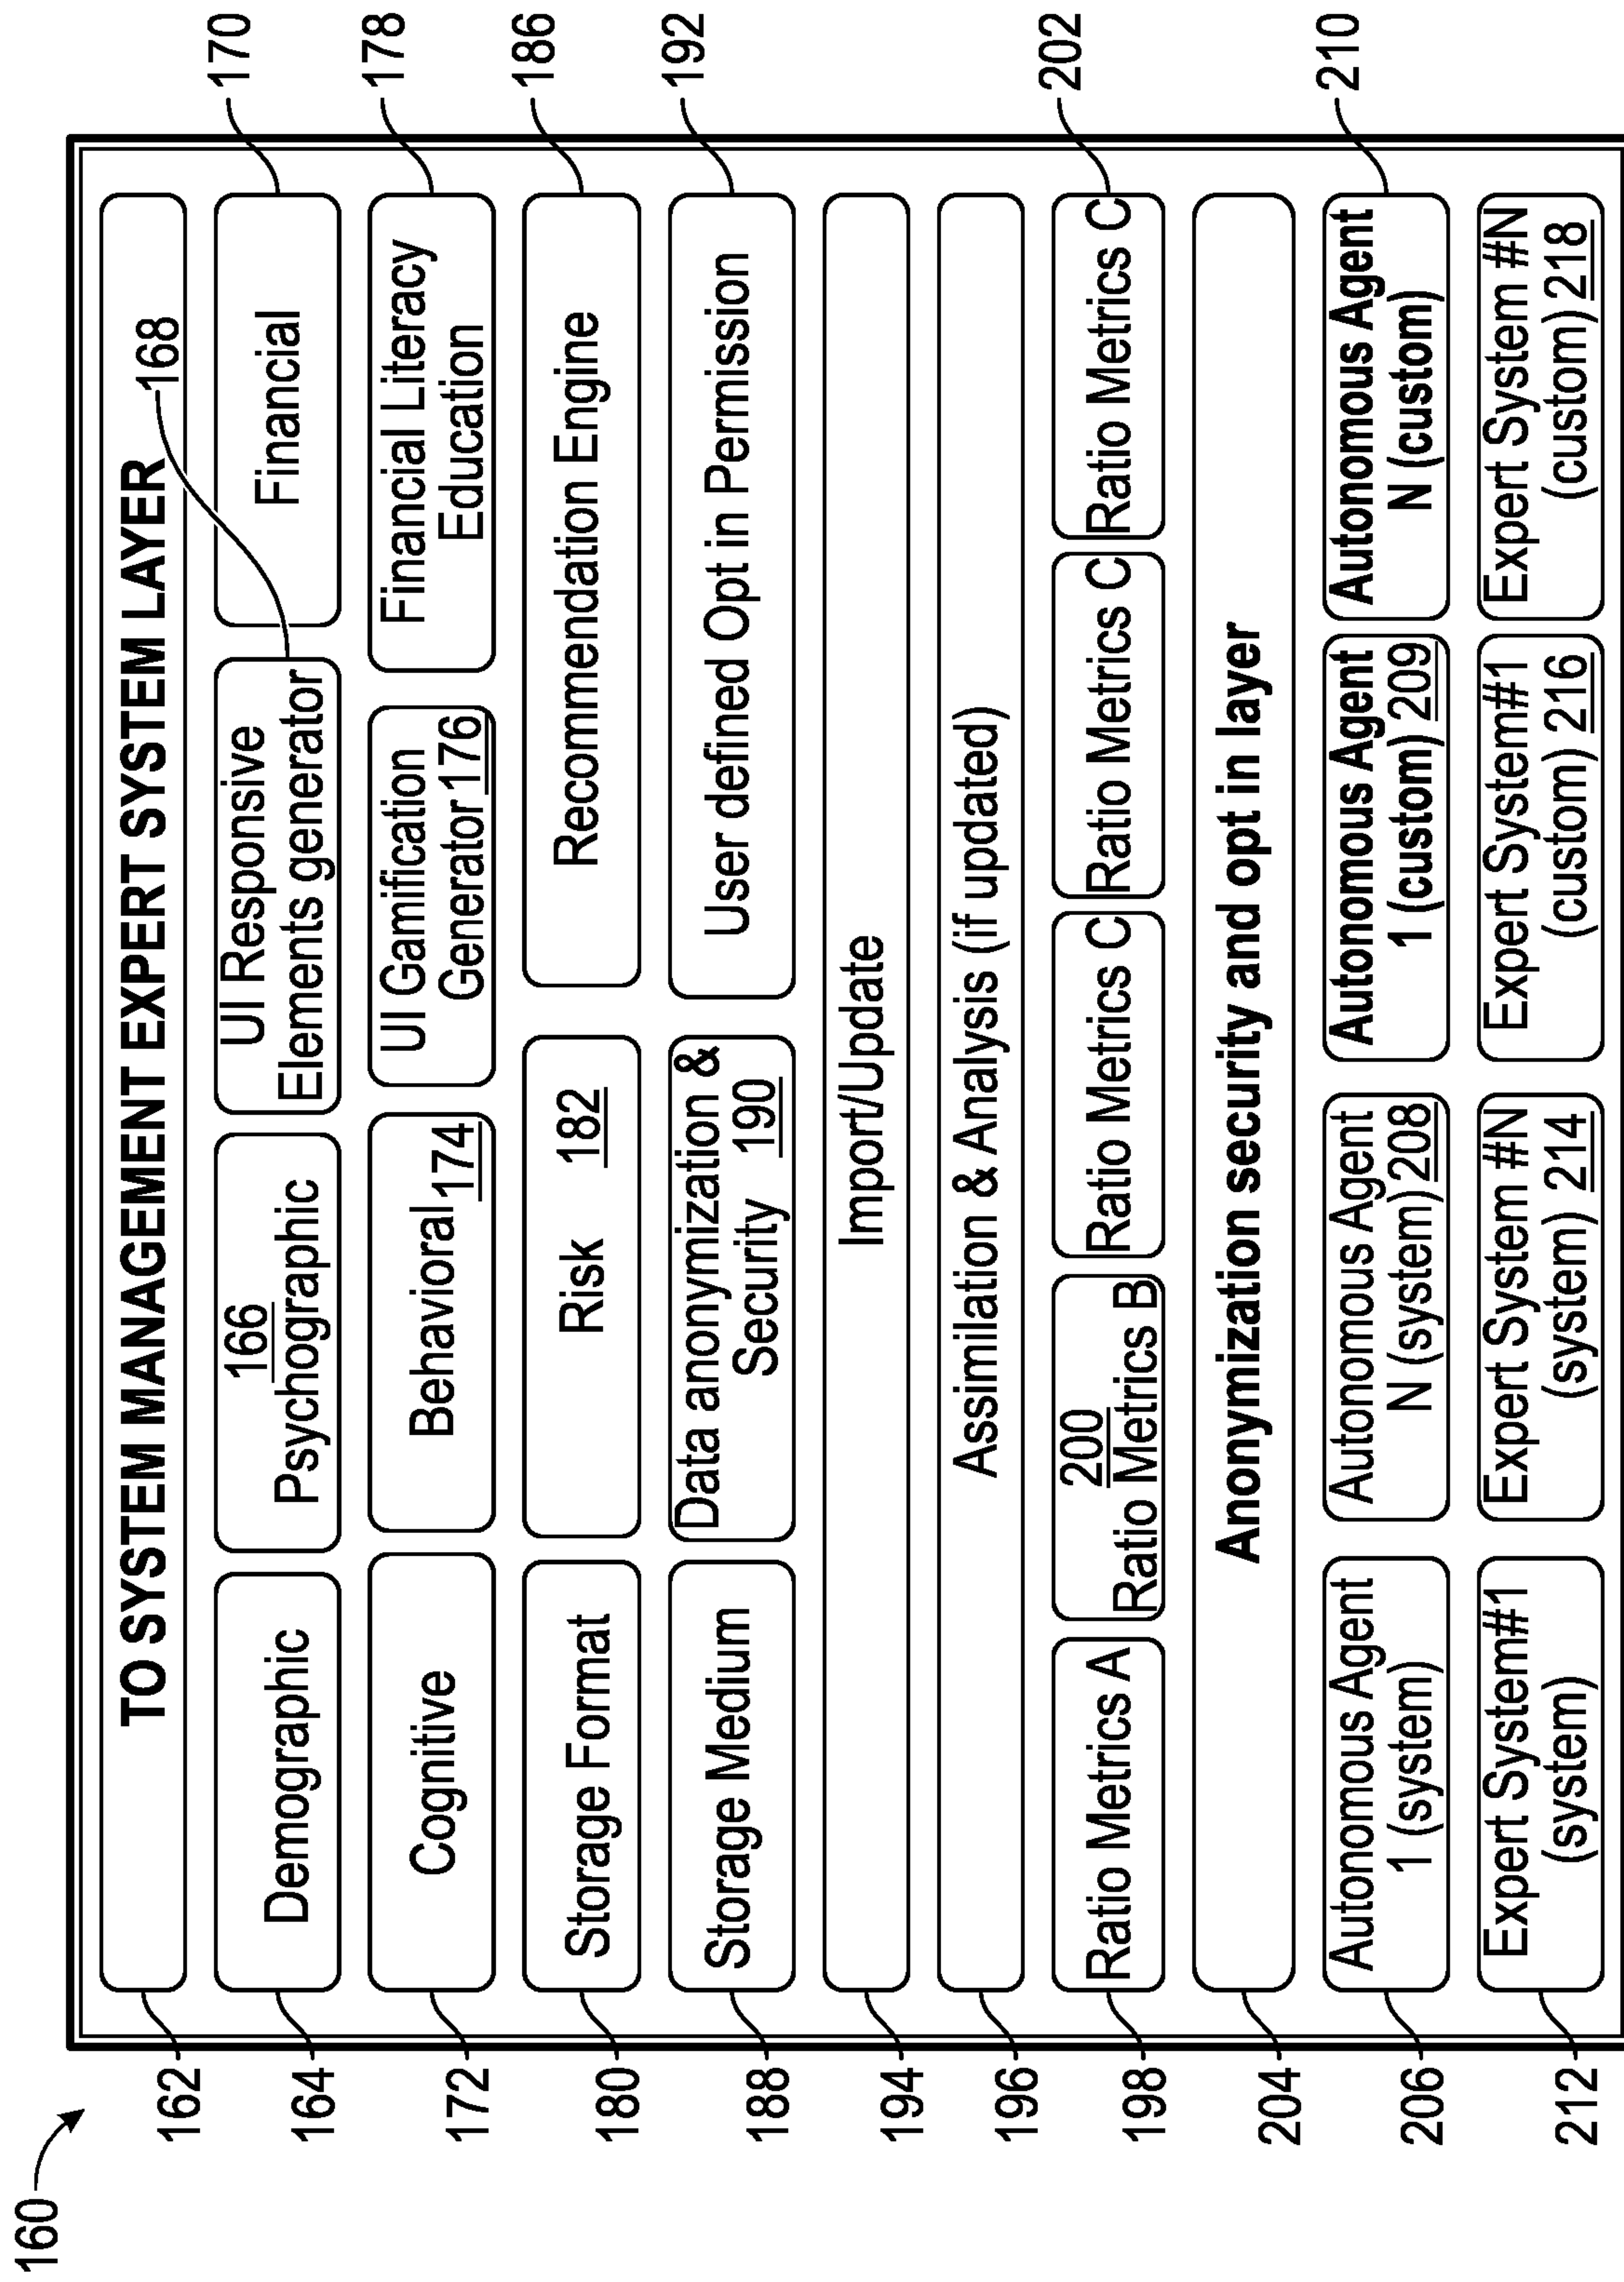 160
162
TO SYSTEM MANAGEMENT EXPERT SYSTEM LAYER
168
164
Demographic
166
Psychographic
UI Responsive
Elements generator
Financial
170
172
Cognitive
Behavioral 174
UI Gamification
Generator 176
Financial Literacy
Education
178
180
Storage Format
Risk 182
Recommendation Engine
186
188
Storage Medium
Data anonymization &
Security 190
User defined Opt in Permission
192
194
Import/Update
196
Assimilation & Analysis (if updated)
198
Ratio Metrics A
200
Ratio Metrics B
Ratio Metrics C
Ratio Metrics C
Ratio Metrics C
202
204
Anonymization security and opt in layer
206
Autonomous Agent
1 (system)
Autonomous Agent
N (system) 208
Autonomous Agent
1 (custom) 209
Autonomous Agent
N (custom)
210
212
Expert System#1
(system)
Expert System #N
(system) 214
Expert System#1
(custom) 216
Expert System #N
(custom) 218